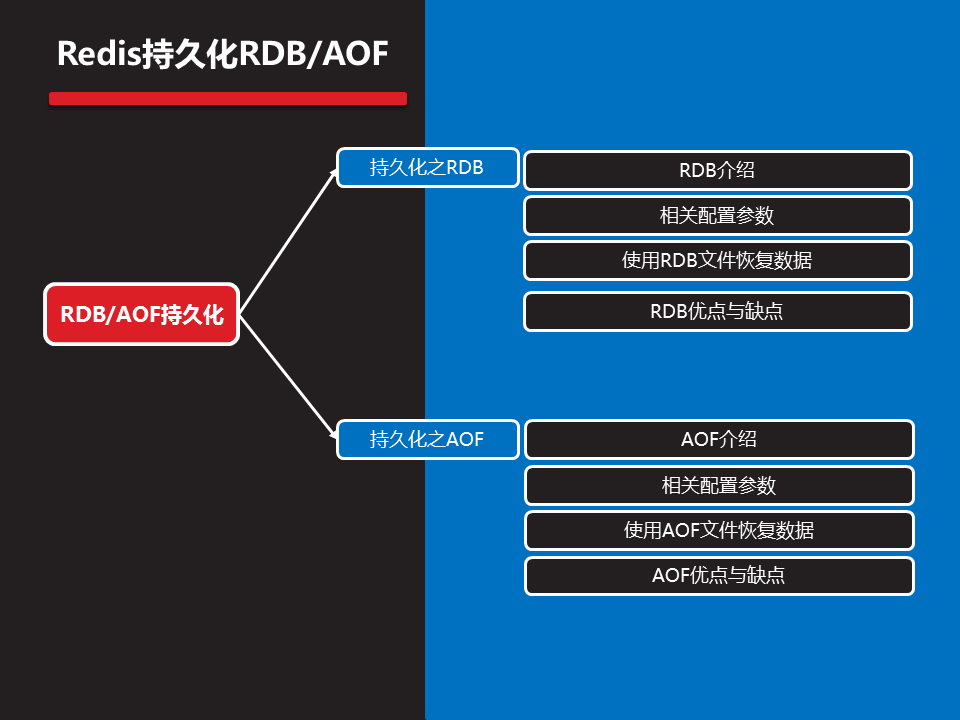 Redis持久化RDB/AOF
RDB/AOF持久化
持久化之RDB
RDB介绍
相关配置参数
使用RDB文件恢复数据
RDB优点与缺点
持久化之AOF
AOF介绍
相关配置参数
使用AOF文件恢复数据
AOF优点与缺点